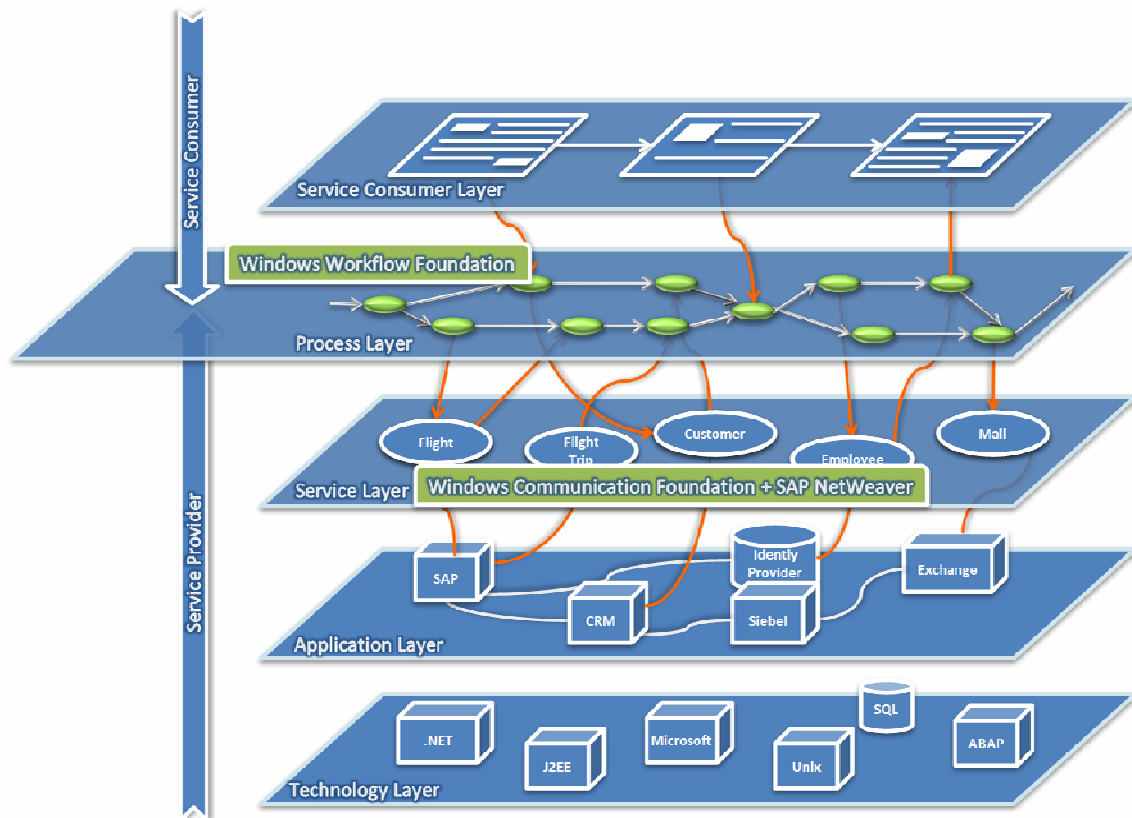 Service Consumer
Service Consumer Layer
Windows Workflow Foundation
Process Layer
Flight
Flight
Trip
Customer
Employee
Mail
Service Layer
Windows Communication Foundation + SAP NetWeaver
Service Provider
SAP
Identiy
Provider
Exchange
CRM
Siebel
Application Layer
.NET
J2EE
Microsoft
Unix
SQL
ABAP
Technology Layer